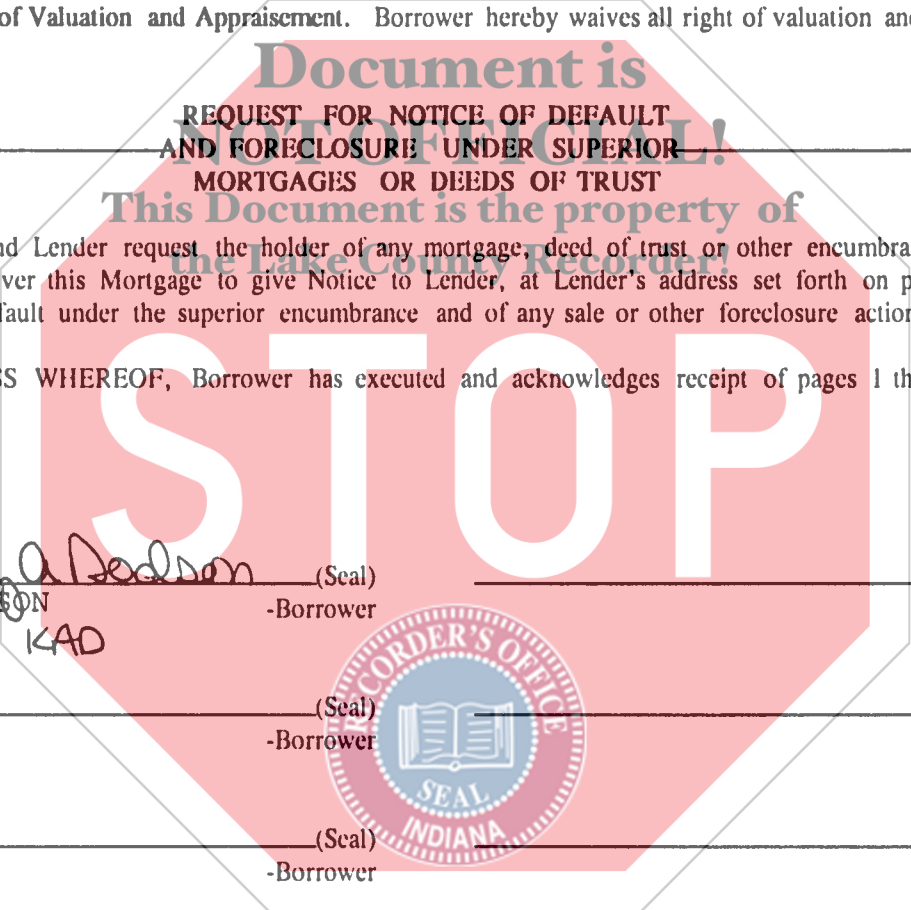 of Valuation and Appraisement. Borrower hereby waives all right of valuation and
Document is
REQUEST FOR NOTICE OF DEFAULT
NOT OFFICIAL!
AND FORECLOSURE UNDER SUPERIOR
MORTGAGES OR DEEDS OF TRUST
This Document is the property of
nd Lender request the holder of any mortgage, deed of trust or other encumbra
the Lake County Recorder!
ver this Mortgage to give Notice to Lender, at Lender's address set forth on p
fault under the superior encumbrance and of any sale or other foreclosure action
STOP
SS WHEREOF, Borrower has executed and acknowledges receipt of pages 1 th
a Dodson (Seal)
SON -Borrower
KAD
RECORDER'S OFFICE
(Seal)
-Borrower
SEAL
INDIANA
(Seal)
-Borrower